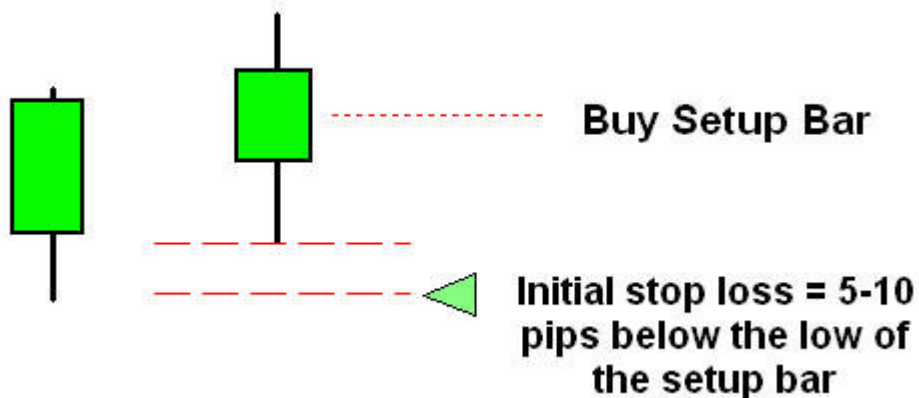 Buy Setup Bar
Initial stop loss = 5-10
pips below the low of
the setup bar